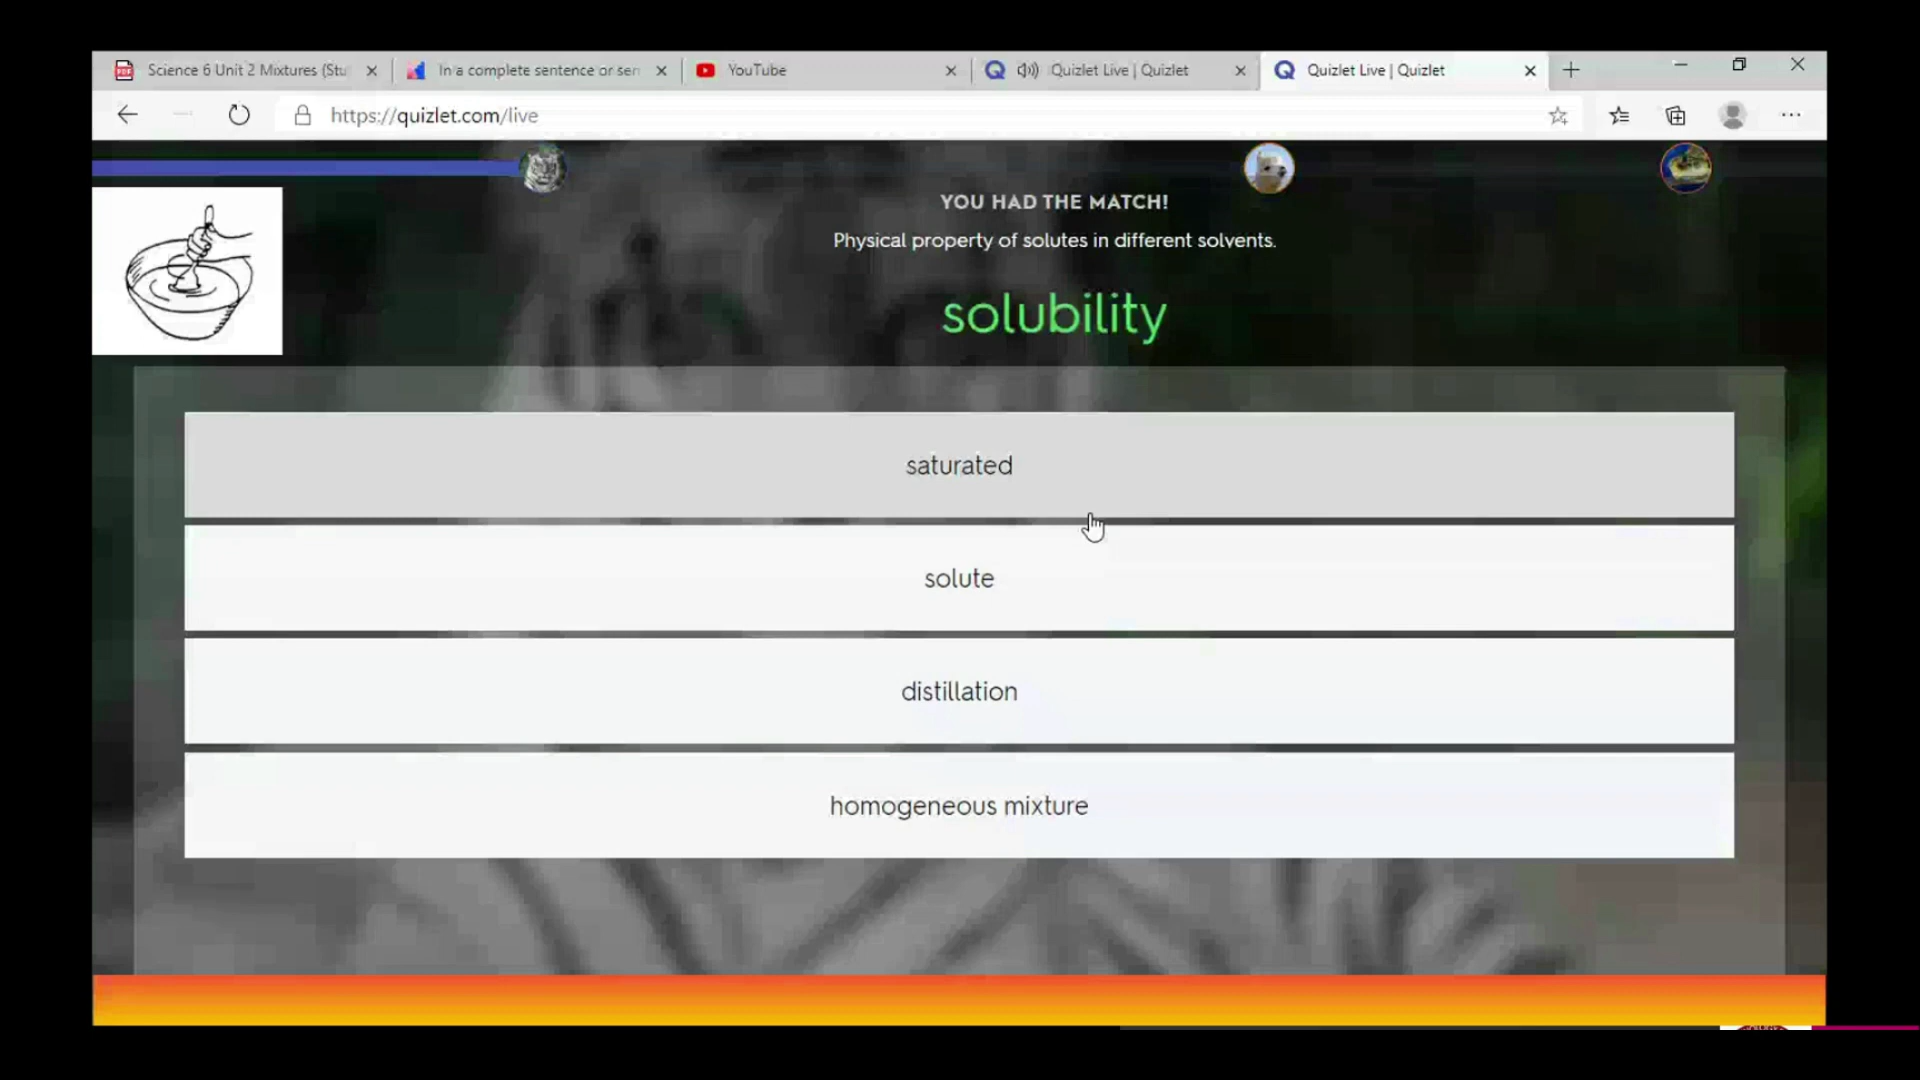 Science 6 Unit 2 Mixtures (Stu
In a complete sentence or sen
YouTube
Quizlet Live | Quizlet
Quizlet Live | Quizlet
https://quizlet.com/live
YOU HAD THE MATCH!
Physical property of solutes in different solvents.
solubility
saturated
solute
distillation
homogeneous mixture